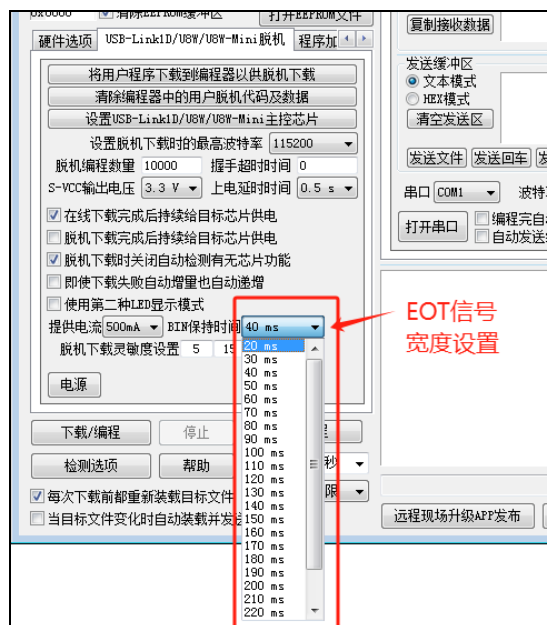 0x0000 清除EEPROM缓冲区 打开EEPROM文件
硬件选项 USB-Link1D/U8W/U8W-Mini脱机 程序加
将用户程序下载到编程器以供脱机下载
清除编程器中的用户脱机代码及数据
设置USB-Link1D/U8W/U8W-Mini主控芯片
设置脱机下载时的最高波特率 115200
脱机编程数量 10000 握手超时时间 0
S-VCC输出电压 3.3 V 上电延时时间 0.5 s
在线下载完成后持续给目标芯片供电
脱机下载完成后持续给目标芯片供电
脱机下载时关闭自动检测有无芯片功能
即使下载失败自动增量也自动递增
使用第二种LED显示模式
提供电流 500mA BIN保持时间 40 ms
脱机下载灵敏度设置 5 15
20 ms
30 ms
40 ms
50 ms
60 ms
70 ms
80 ms
90 ms
100 ms
110 ms
120 ms
130 ms
140 ms
150 ms
160 ms
170 ms
180 ms
190 ms
200 ms
210 ms
220 ms
电源
下载/编程 停止 程
检测选项 帮助 秒
每次下载前都重新装载目标文件 限
当目标文件变化时自动装载并发送
复制接收数据
发送缓冲区
文本模式
HEX模式
清空发送区
发送文件 发送回车 发
串口 COM1 波特
打开串口 编程完自
自动发送
EOT信号
宽度设置
远程现场升级APP发布